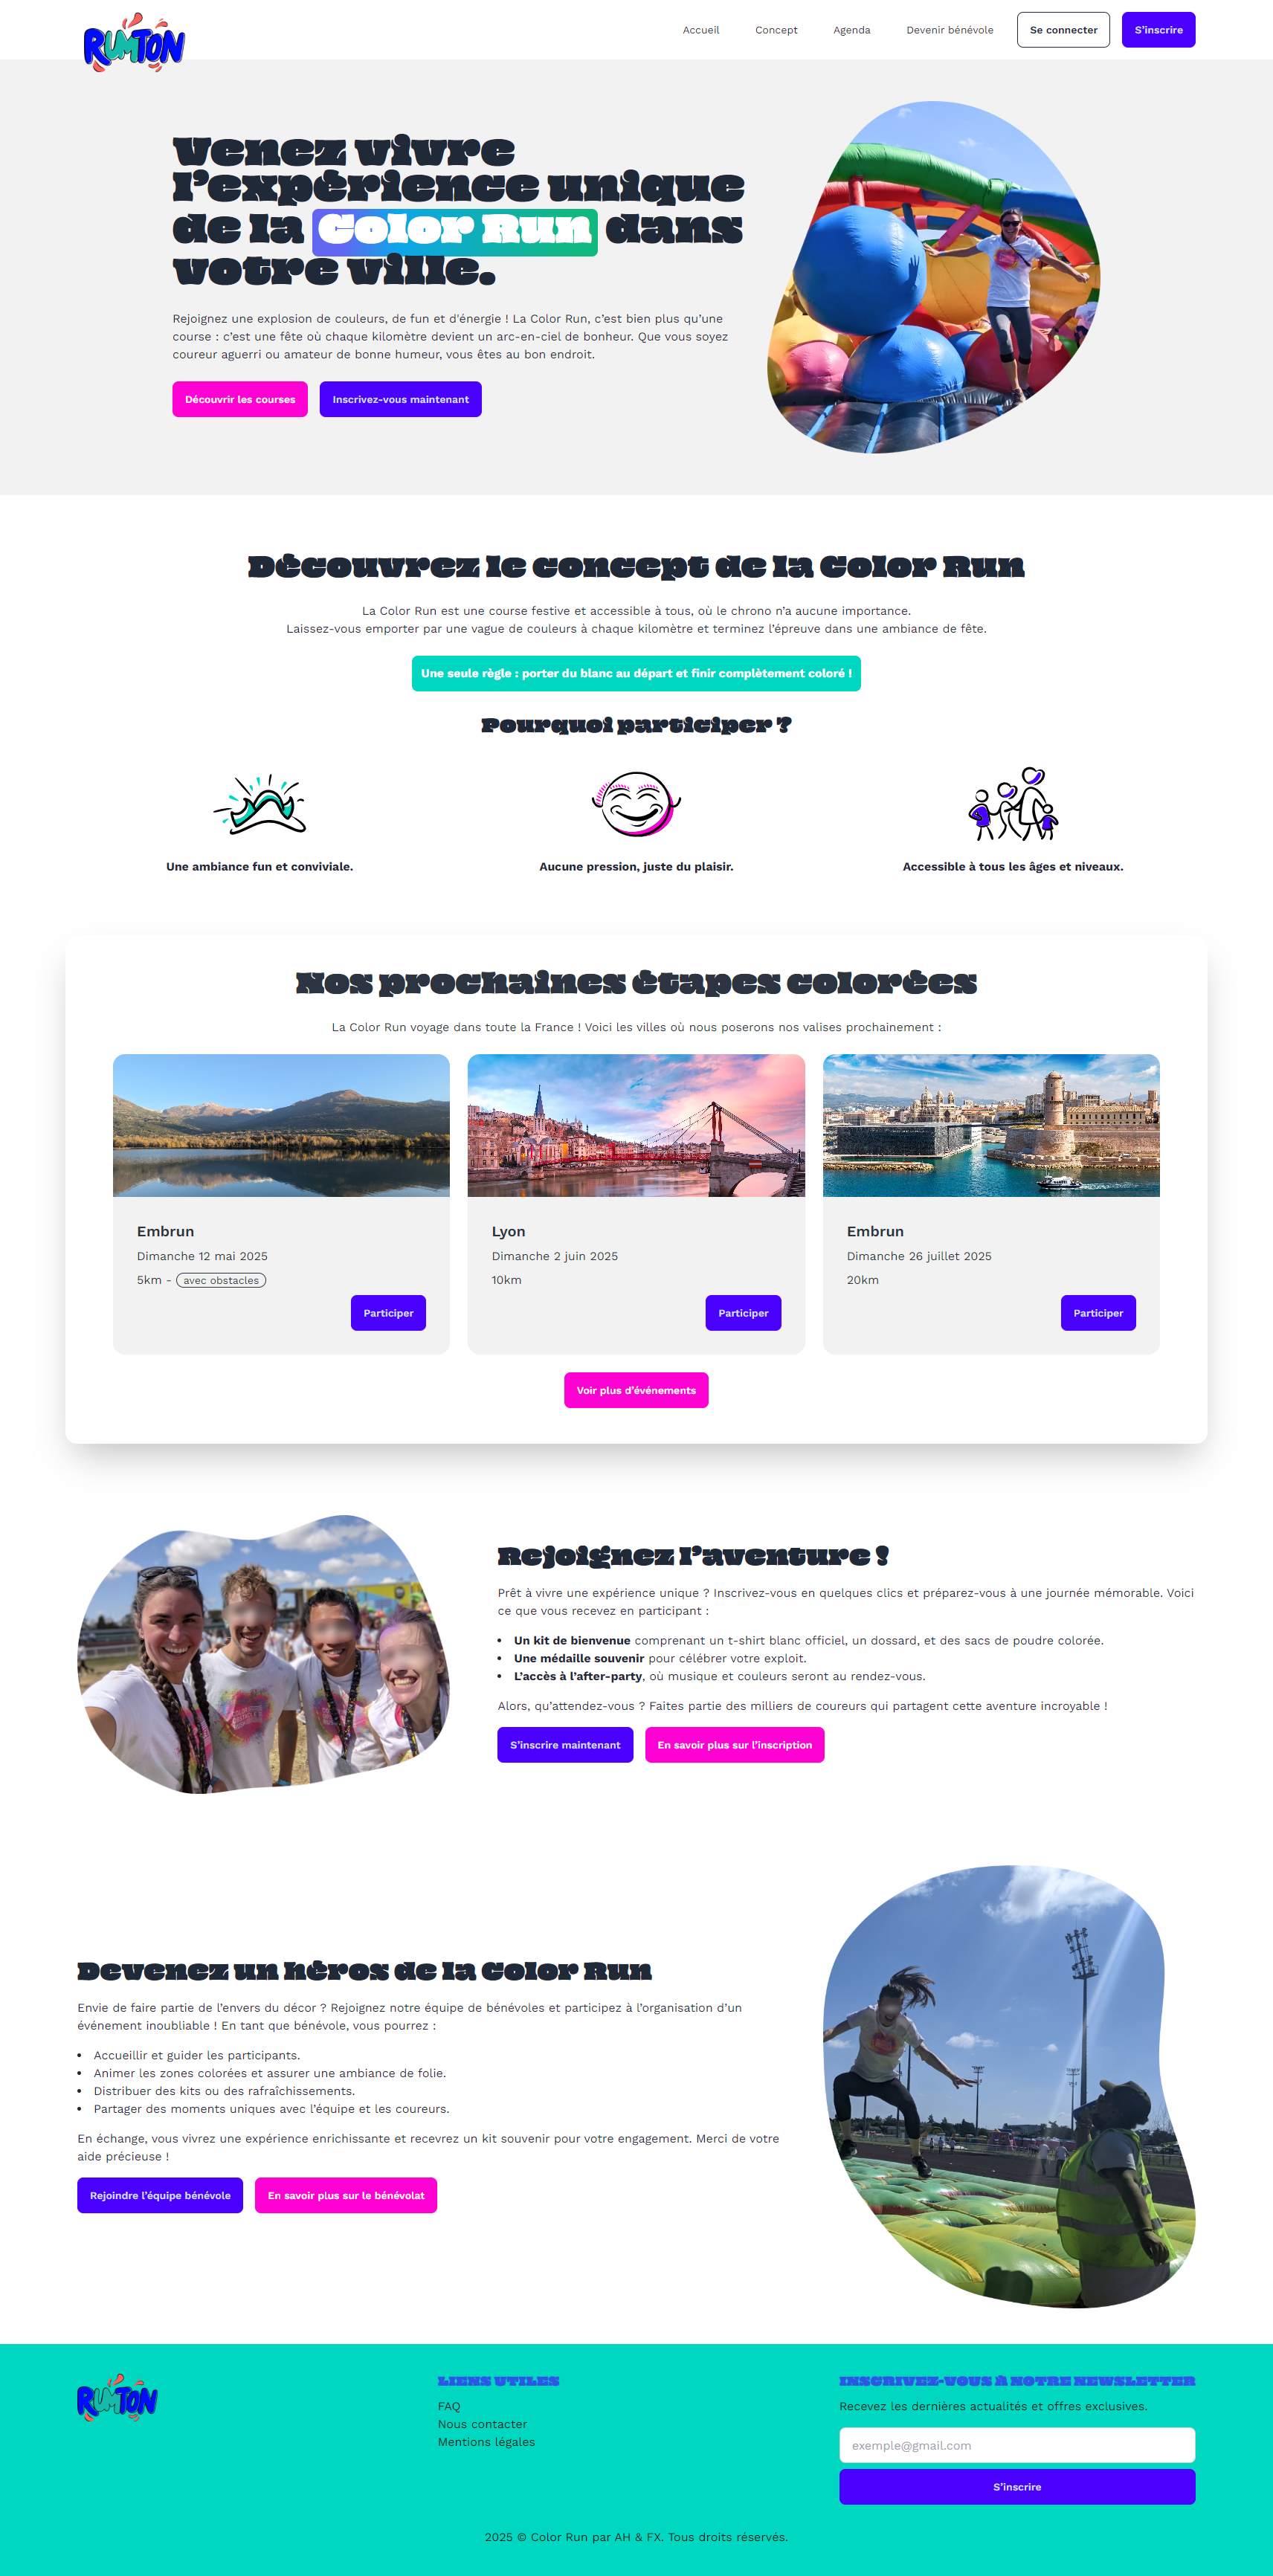 RUNTON
Accueil
Concept
Agenda
Devenir bénévole
Se connecter
S'inscrire
Venez vivre
l'expérience unique
de la Color Run dans
votre ville.
Rejoignez une explosion de couleurs, de fun et d'énergie ! La Color Run, c'est bien plus qu'une
course : c'est une fête où chaque kilomètre devient un arc-en-ciel de bonheur. Que vous soyez
coureur aguerri ou amateur de bonne humeur, vous êtes au bon endroit.
Découvrir les courses
Inscrivez-vous maintenant
Découvrez le concept de la Color Run
La Color Run est une course festive et accessible à tous, où le chrono n'a aucune importance.
Laissez-vous emporter par une vague de couleurs à chaque kilomètre et terminez l'épreuve dans une ambiance de fête.
Une seule règle : porter du blanc au départ et finir complètement coloré !
Pourquoi participer ?
Une ambiance fun et conviviale.
Aucune pression, juste du plaisir.
Accessible à tous les âges et niveaux.
Nos prochaines étapes colorées
La Color Run voyage dans toute la France ! Voici les villes où nous poserons nos valises prochainement :
Embrun
Dimanche 12 mai 2025
5km - avec obstacles
Participer
Lyon
Dimanche 2 juin 2025
10km
Participer
Embrun
Dimanche 26 juillet 2025
20km
Participer
Voir plus d'événements
Rejoignez l'aventure !
Prêt à vivre une expérience unique ? Inscrivez-vous en quelques clics et préparez-vous à une journée mémorable. Voici
ce que vous recevez en participant :
• Un kit de bienvenue comprenant un t-shirt blanc officiel, un dossard, et des sacs de poudre colorée.
• Une médaille souvenir pour célébrer votre exploit.
• L'accès à l'after-party, où musique et couleurs seront au rendez-vous.
Alors, qu'attendez-vous ? Faites partie des milliers de coureurs qui partagent cette aventure incroyable !
S'inscrire maintenant
En savoir plus sur l'inscription
Devenez un héros de la Color Run
Envie de faire partie de l'envers du décor ? Rejoignez notre équipe de bénévoles et participez à l'organisation d'un
événement inoubliable ! En tant que bénévole, vous pourrez :
• Accueillir et guider les participants.
• Animer les zones colorées et assurer une ambiance de folie.
• Distribuer des kits ou des rafraîchissements.
• Partager des moments uniques avec l'équipe et les coureurs.
En échange, vous vivrez une expérience enrichissante et recevrez un kit souvenir pour votre engagement. Merci de votre
aide précieuse !
Rejoindre l'équipe bénévole
En savoir plus sur le bénévolat
RUNTON
LIENS UTILES
FAQ
Nous contacter
Mentions légales
INSCRIVEZ-VOUS À NOTRE NEWSLETTER
Recevez les dernières actualités et offres exclusives.
exemple@gmail.com
S'inscrire
2025 © Color Run par AH & FX. Tous droits réservés.